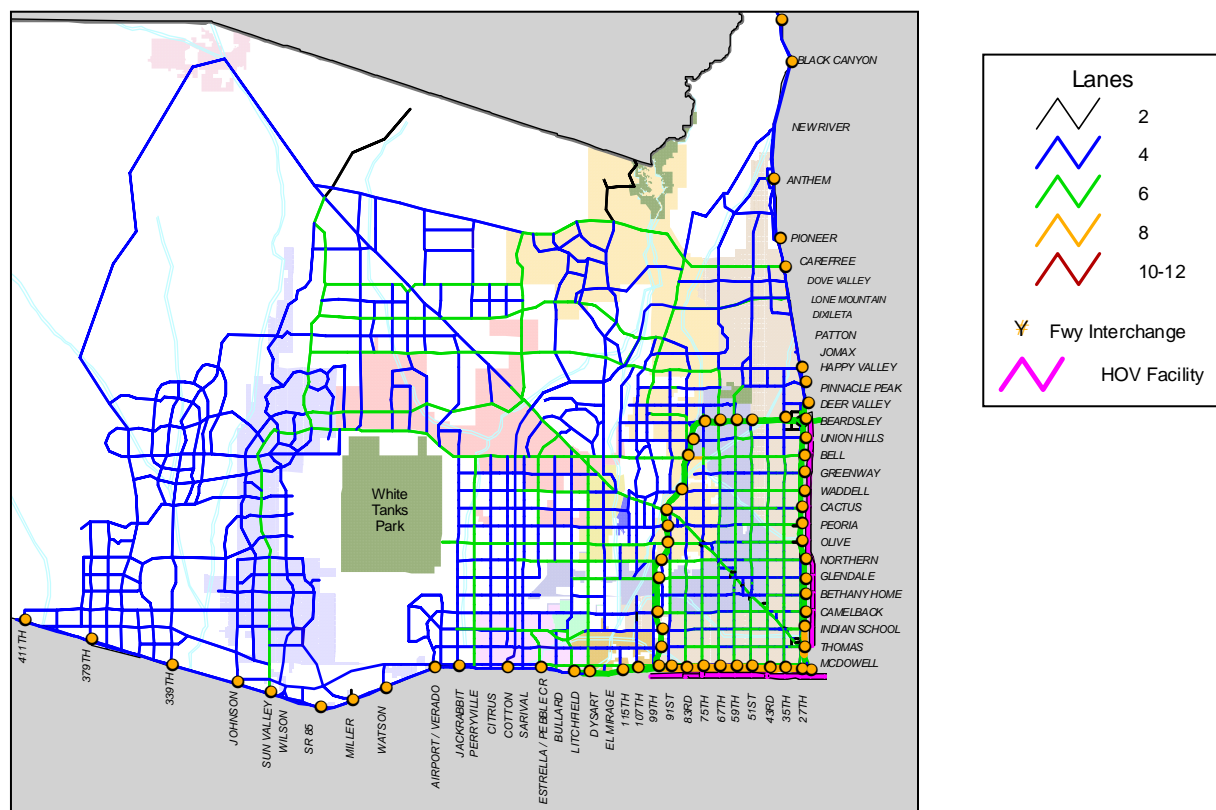 BLACK CANYON
NEW RIVER
ANTHEM
PIONEER
CAREFREE
DOVE VALLEY
LONE MOUNTAIN
DIXILETA
PATTON
JOMAX
HAPPY VALLEY
PINNACLE PEAK
DEER VALLEY
BEARDSLEY
UNION HILLS
BELL
GREENWAY
WADDELL
CACTUS
PEORIA
OLIVE
NORTHERN
GLENDALE
BETHANY HOME
CAMELBACK
INDIAN SCHOOL
THOMAS
MCDOWELL
White
Tanks
Park
411TH
379TH
339TH
JOHNSON
SUN VALLEY
WILSON
SR 85
MILLER
WATSON
AIRPORT / VERADO
JACKRABBIT
PERRYVILLE
CITRUS
COTTON
SARIVAL
ESTRELLA / PEBBLE CR
BULLARD
LITCHFIELD
DYSART
EL MIRAGE
115TH
107TH
99TH
91ST
83RD
75TH
67TH
59TH
51ST
43RD
35TH
27TH
Lanes
2
4
6
8
10-12
Fwy Interchange
HOV Facility